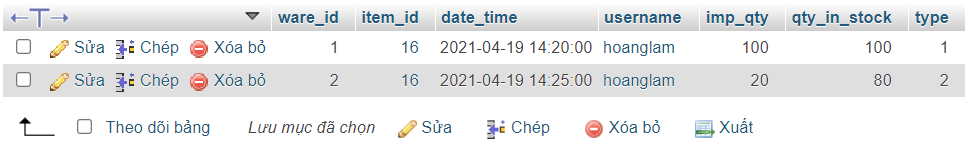 ware_id item_id date_time username imp_qty qty_in_stock type
Sửa Chép Xóa bỏ 1 16 2021-04-19 14:20:00 hoanglam 100 100 1
Sửa Chép Xóa bỏ 2 16 2021-04-19 14:25:00 hoanglam 20 80 2
Theo dõi bảng Lưu mục đã chọn Sửa Chép Xóa bỏ Xuất